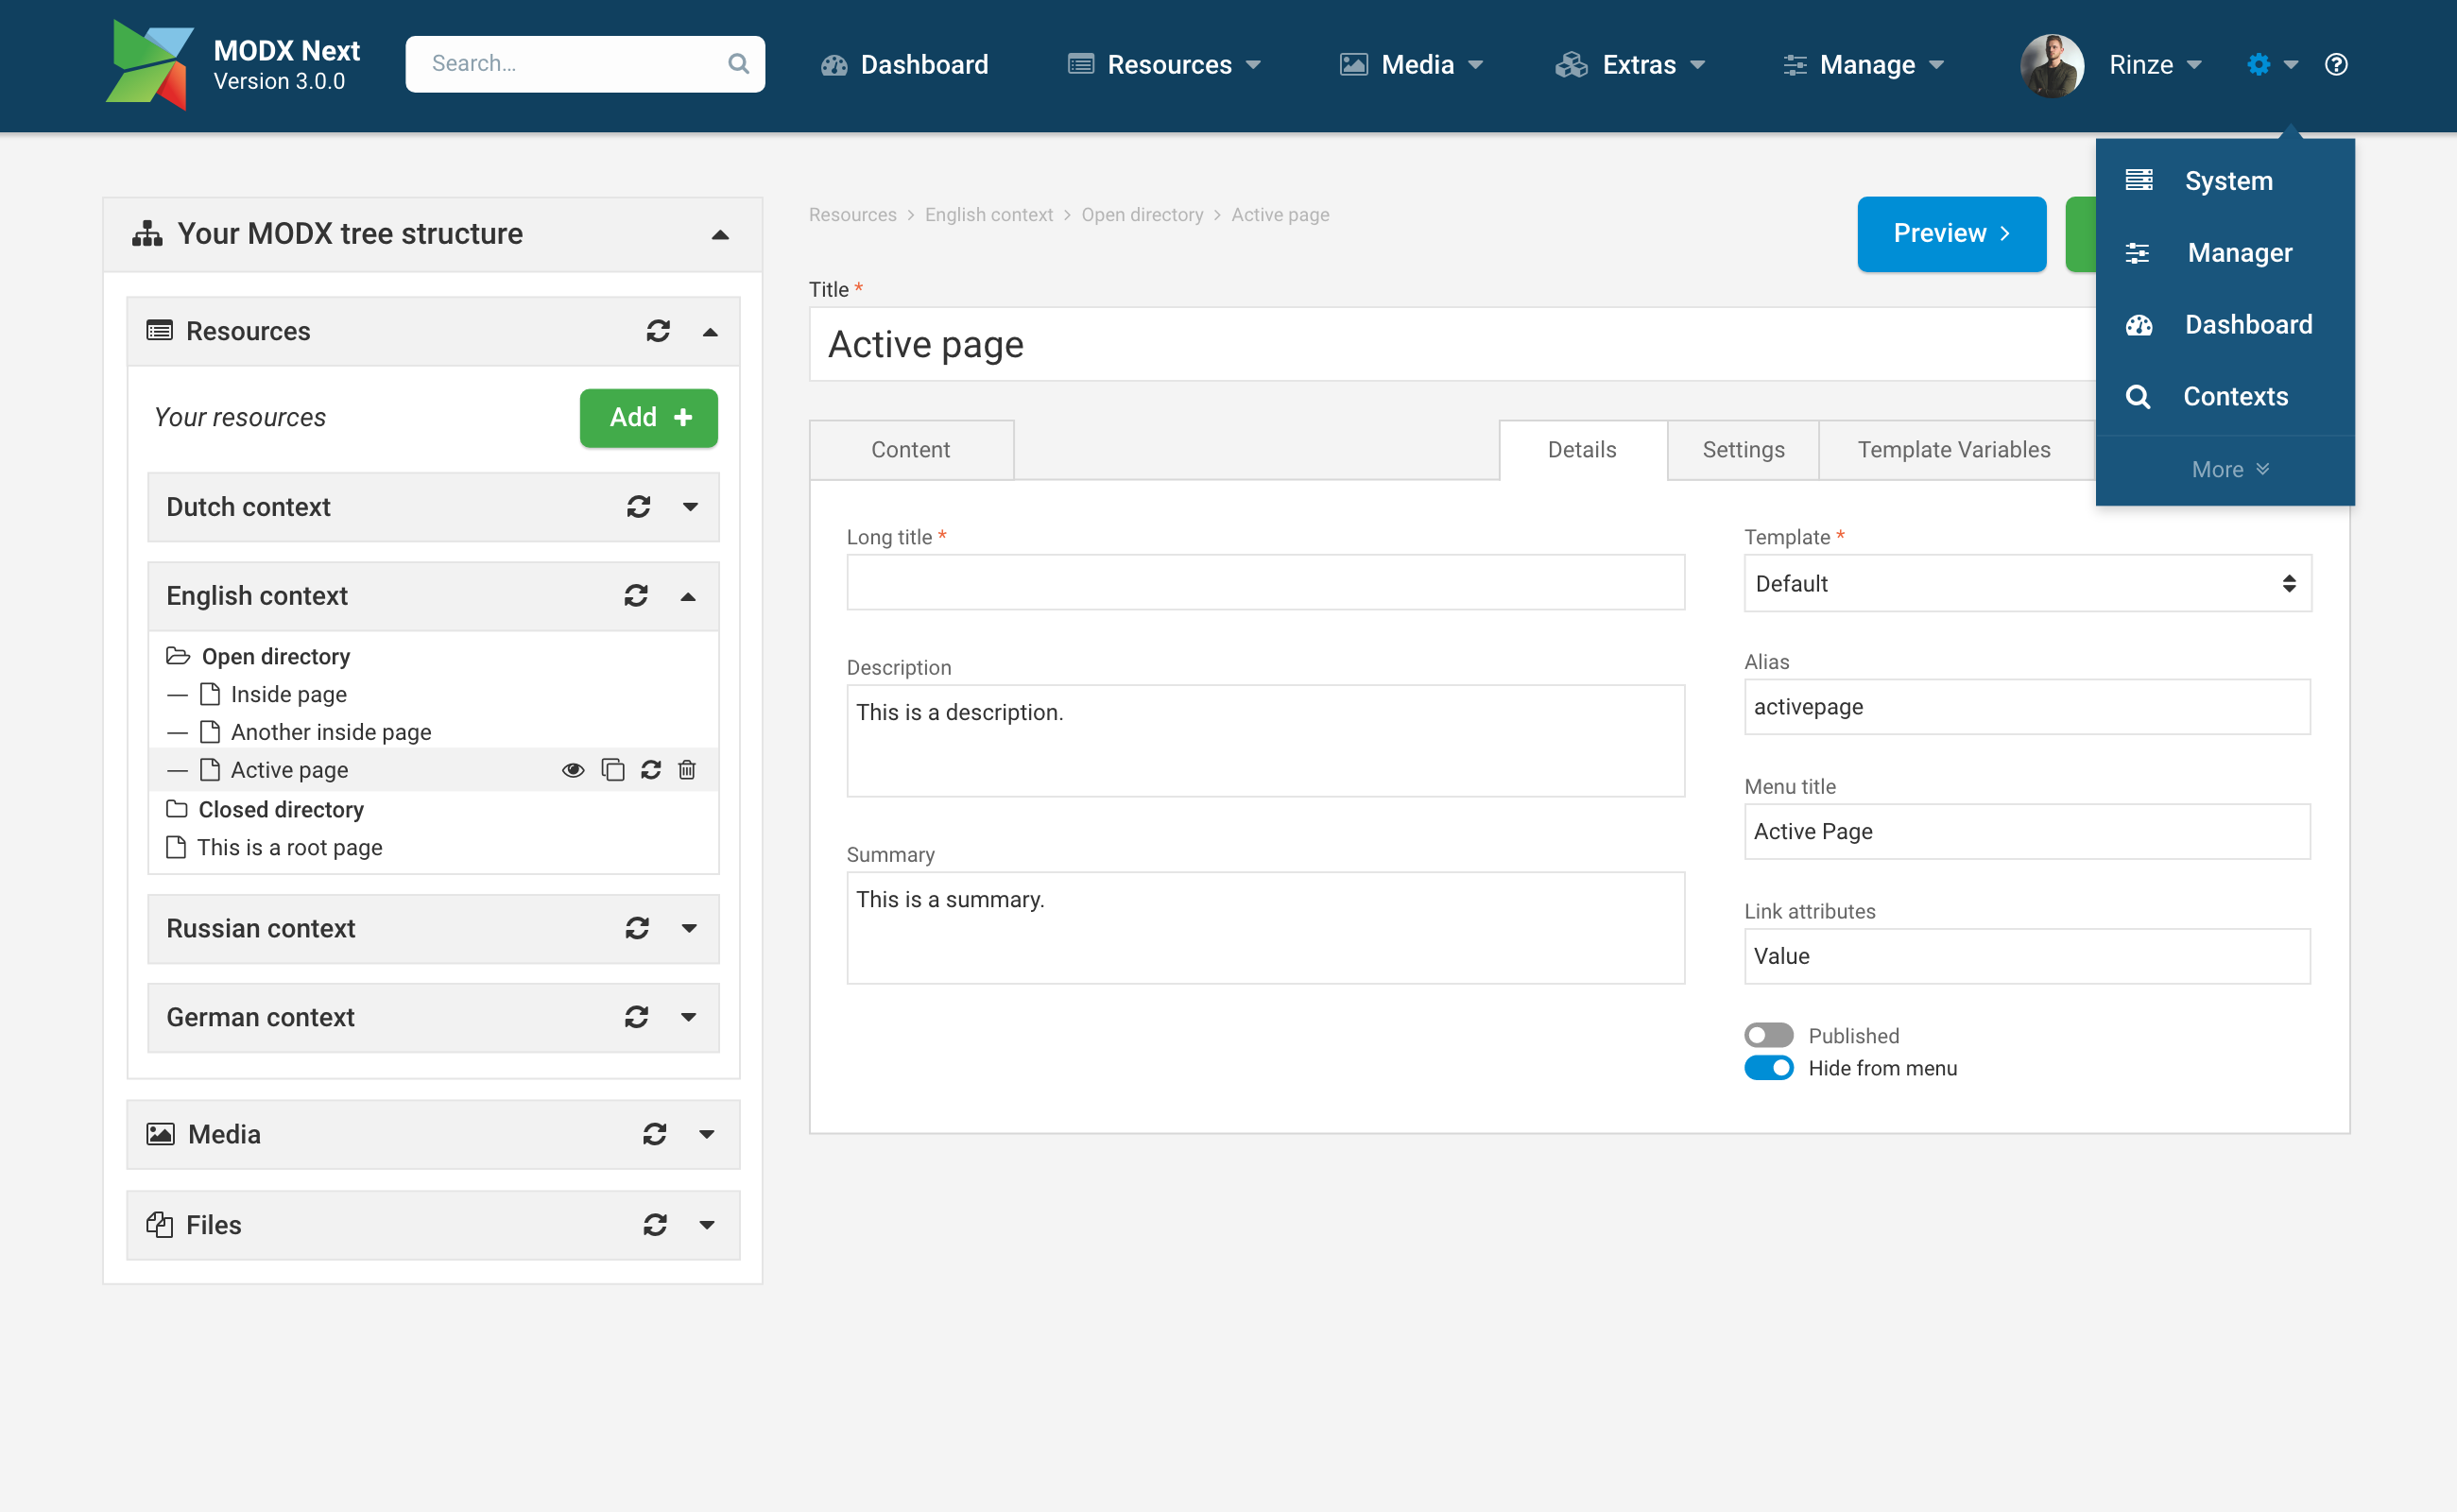 MODX Next
Version 3.0.0
Search...
Dashboard
Resources
Media
Extras
Manage
Rinze
System
Manager
Dashboard
Contexts
More
Your MODX tree structure
Resources
Your resources
Add
Dutch context
English context
Open directory
Inside page
Another inside page
Active page
Closed directory
This is a root page
Russian context
German context
Media
Files
Resources > English context > Open directory > Active page
Preview
Title *
Active page
Content
Details
Settings
Template Variables
Long title *
Description
This is a description.
Summary
This is a summary.
Template *
Default
Alias
activepage
Menu title
Active Page
Link attributes
Value
Published
Hide from menu